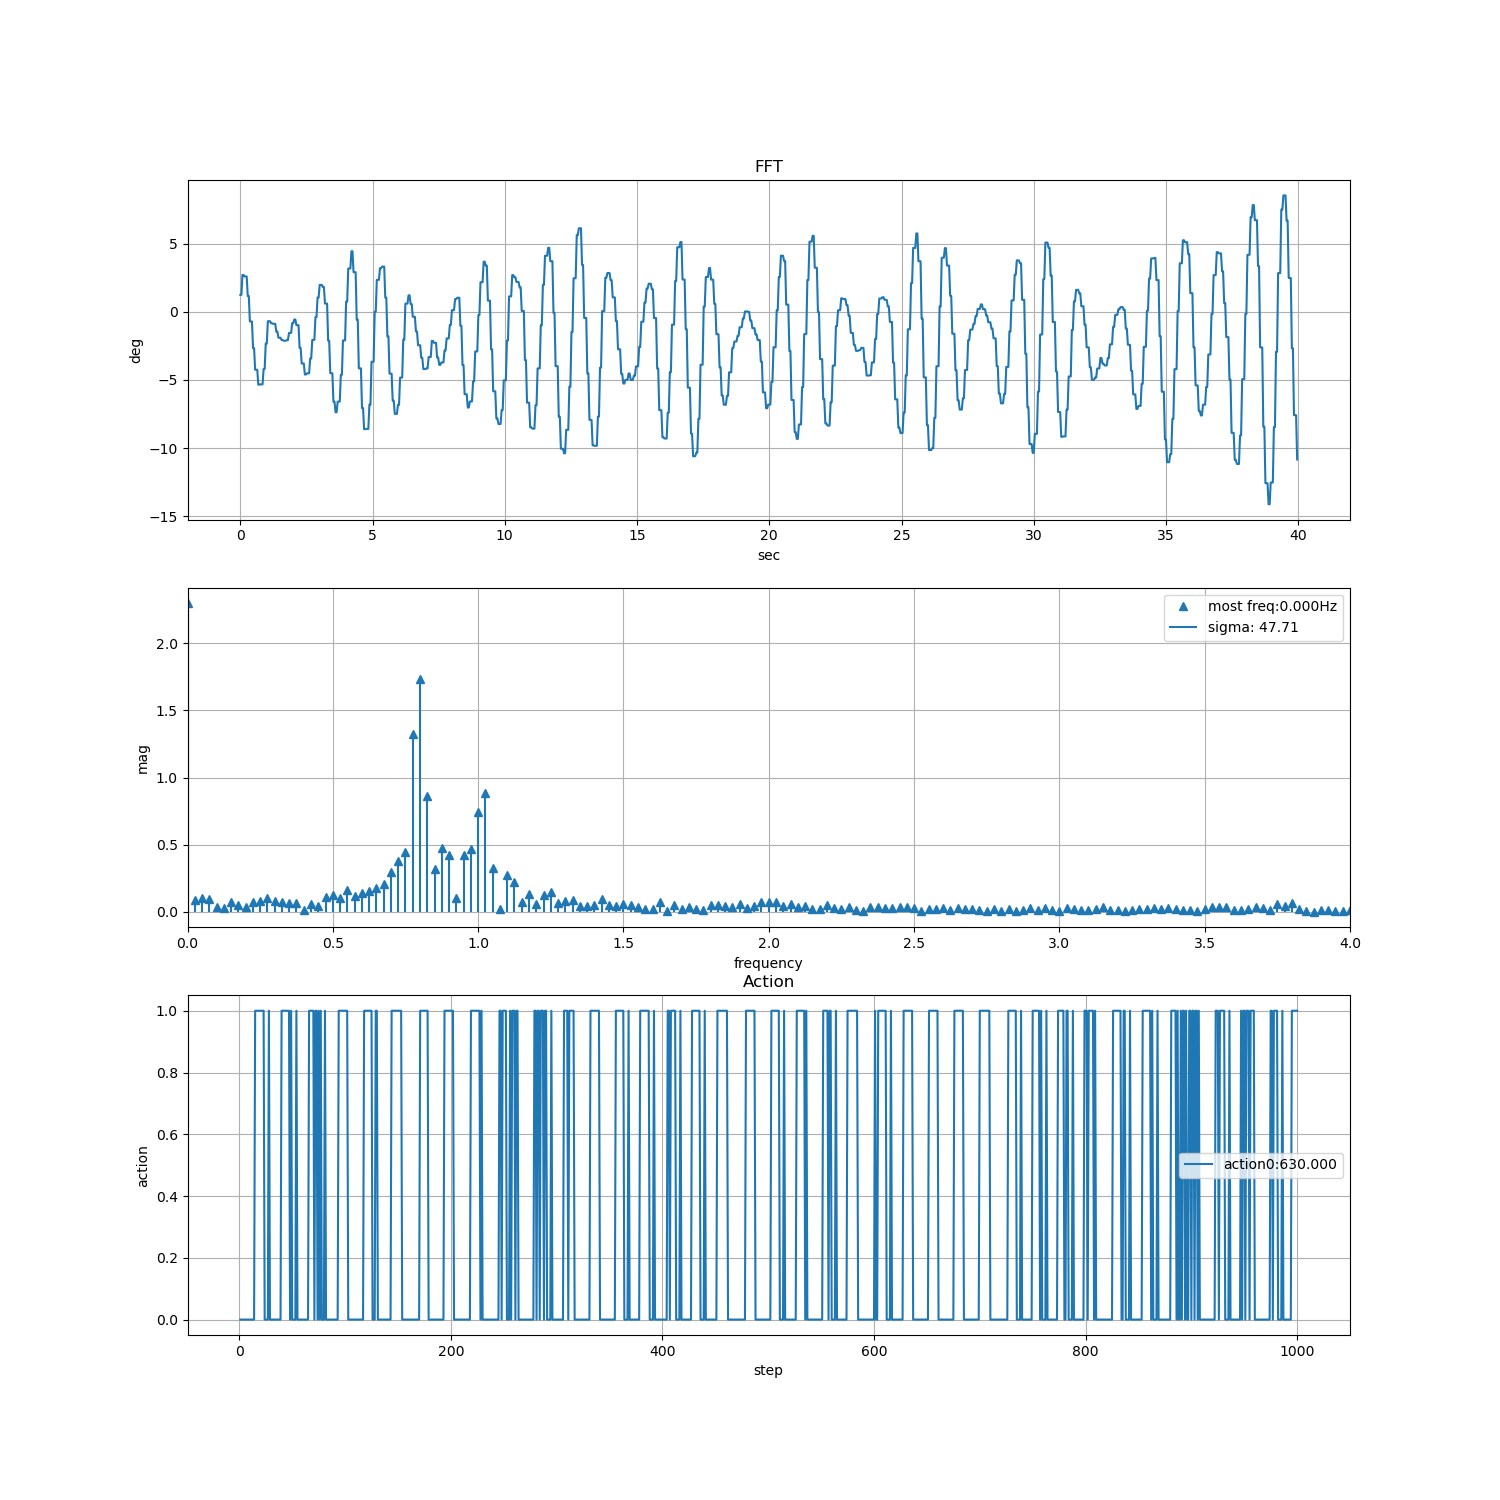 FFT
5
0
−5
−10
−15
deg
0 5 10 15 20 25 30 35 40
sec
most freq:0.000Hz
sigma: 47.71
2.0
1.5
1.0
0.5
0.0
mag
0.0 0.5 1.0 1.5 2.0 2.5 3.0 3.5 4.0
frequency
Action
1.0
0.8
0.6
0.4
0.2
0.0
action
action0:630.000
0 200 400 600 800 1000
step